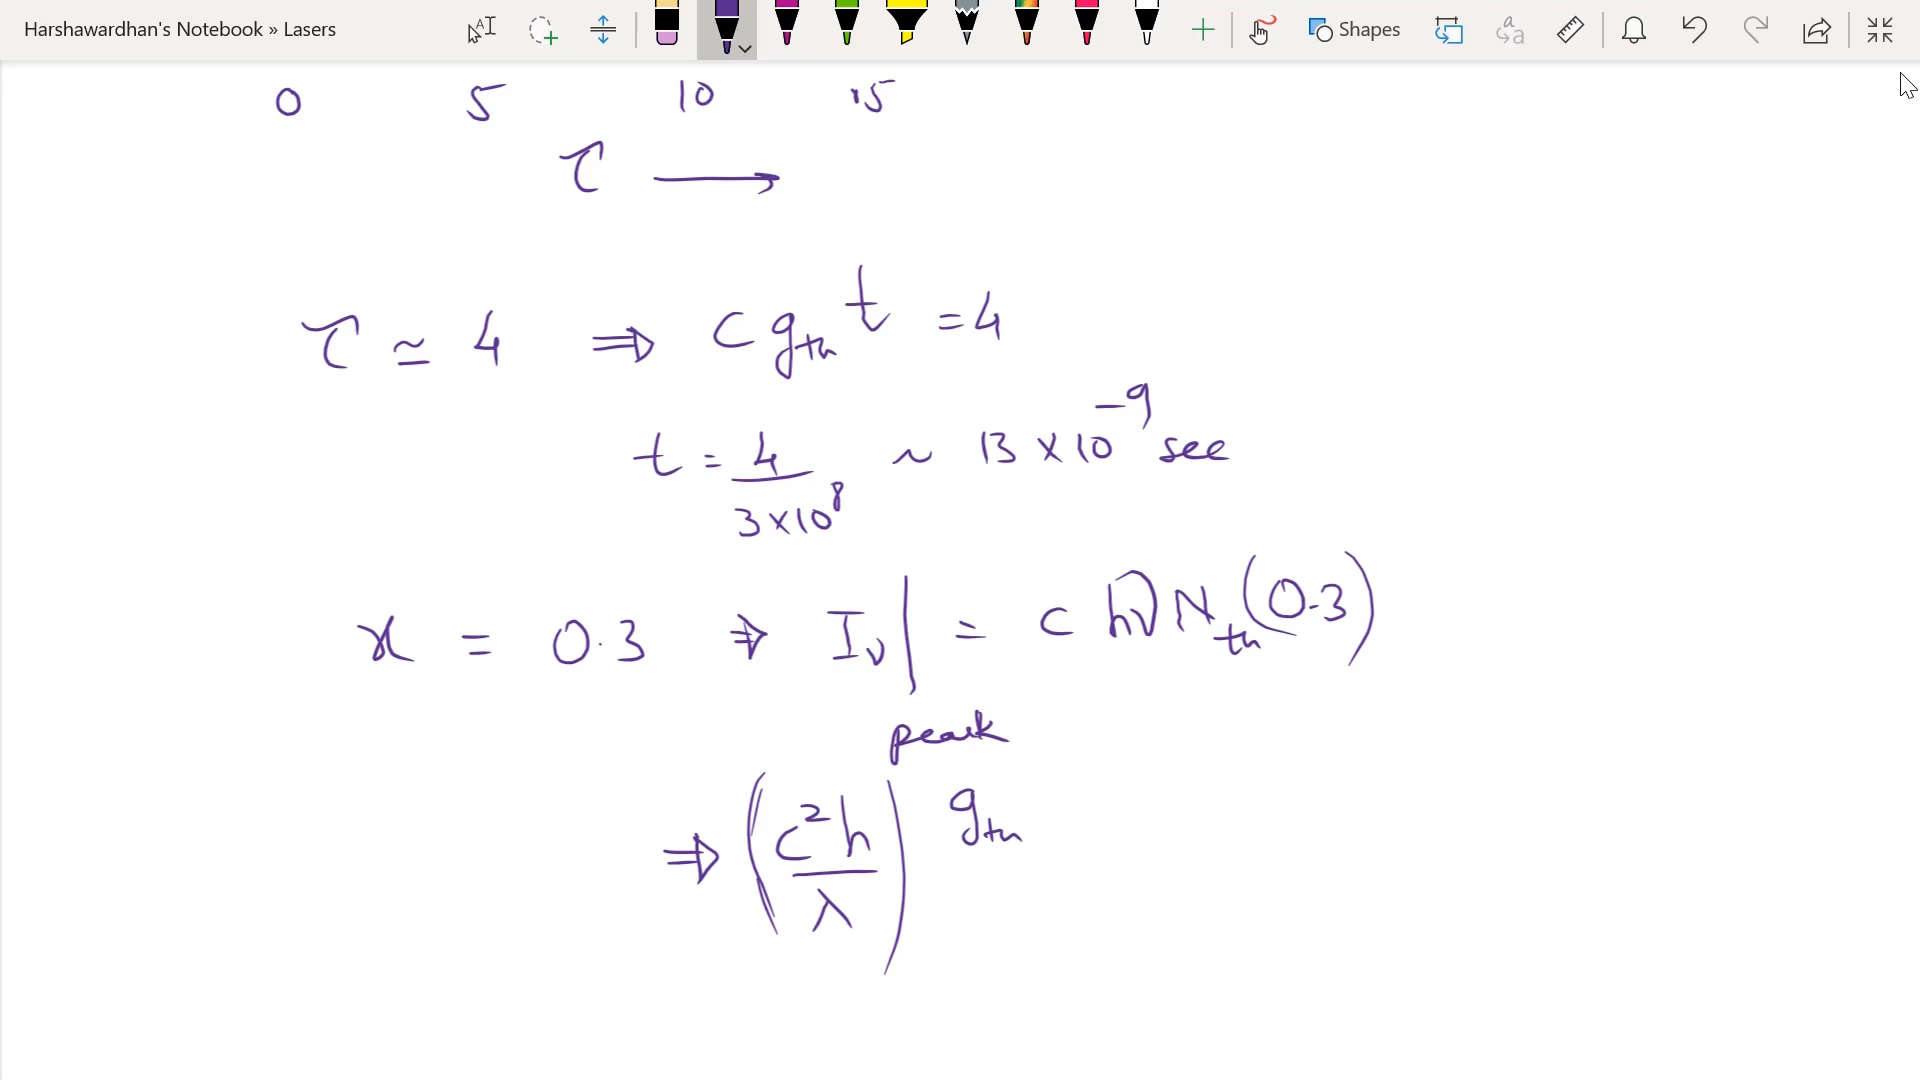 Harshawardhan's Notebook » Lasers
Shapes
0 5 10 15
τ ⟶
τ ≃ 4 ⇒ c g_th t = 4
t = 4 / 3×10^8 ~ 13 × 10^-9 sec
x = 0.3 ⇒ I_ν | peak = c hν N_th (0.3)
⇒ (c^2 h / λ) g_th